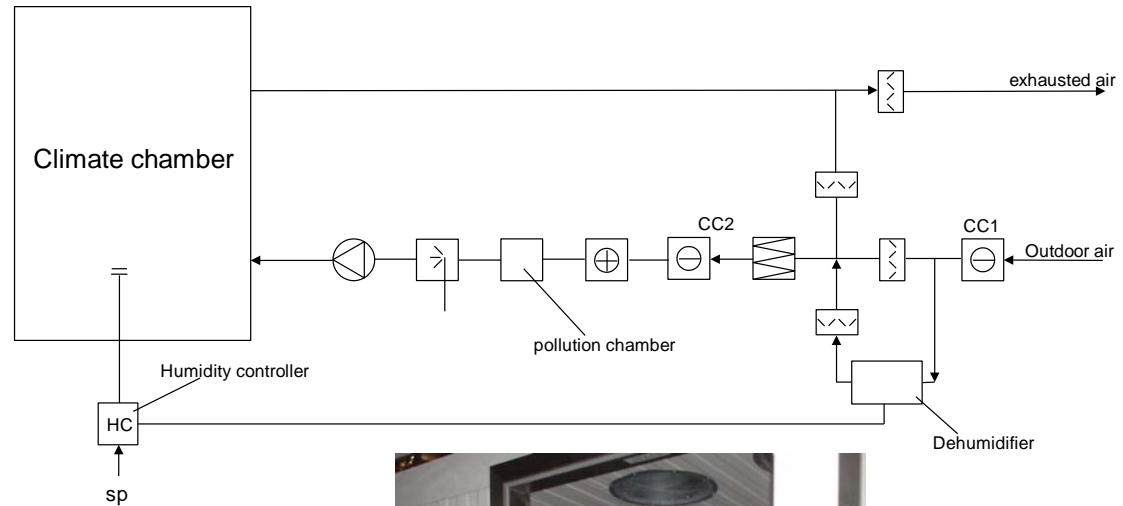 exhausted air
Climate chamber
CC2
CC1
Outdoor air
pollution chamber
Humidity controller
HC
Dehumidifier
sp